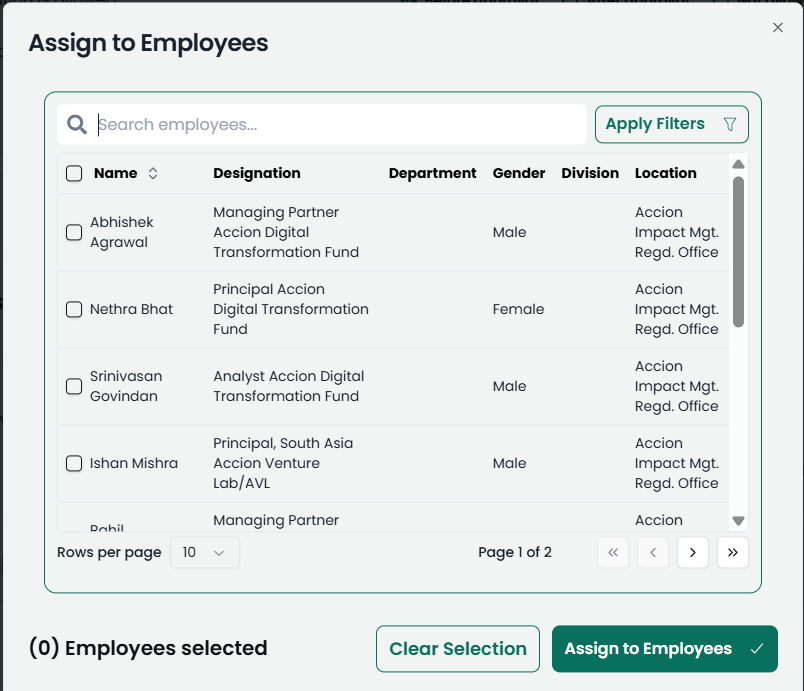 Assign to Employees
Search employees...
Apply Filters
Name Designation Department Gender Division Location
Abhishek Agrawal Managing Partner Accion Digital Transformation Fund Male Accion Impact Mgt. Regd. Office
Nethra Bhat Principal Accion Digital Transformation Fund Female Accion Impact Mgt. Regd. Office
Srinivasan Govindan Analyst Accion Digital Transformation Fund Male Accion Impact Mgt. Regd. Office
Ishan Mishra Principal, South Asia Accion Venture Lab/AVL Male Accion Impact Mgt. Regd. Office
Rahil Managing Partner Accion
Rows per page 10 Page 1 of 2
(0) Employees selected
Clear Selection
Assign to Employees